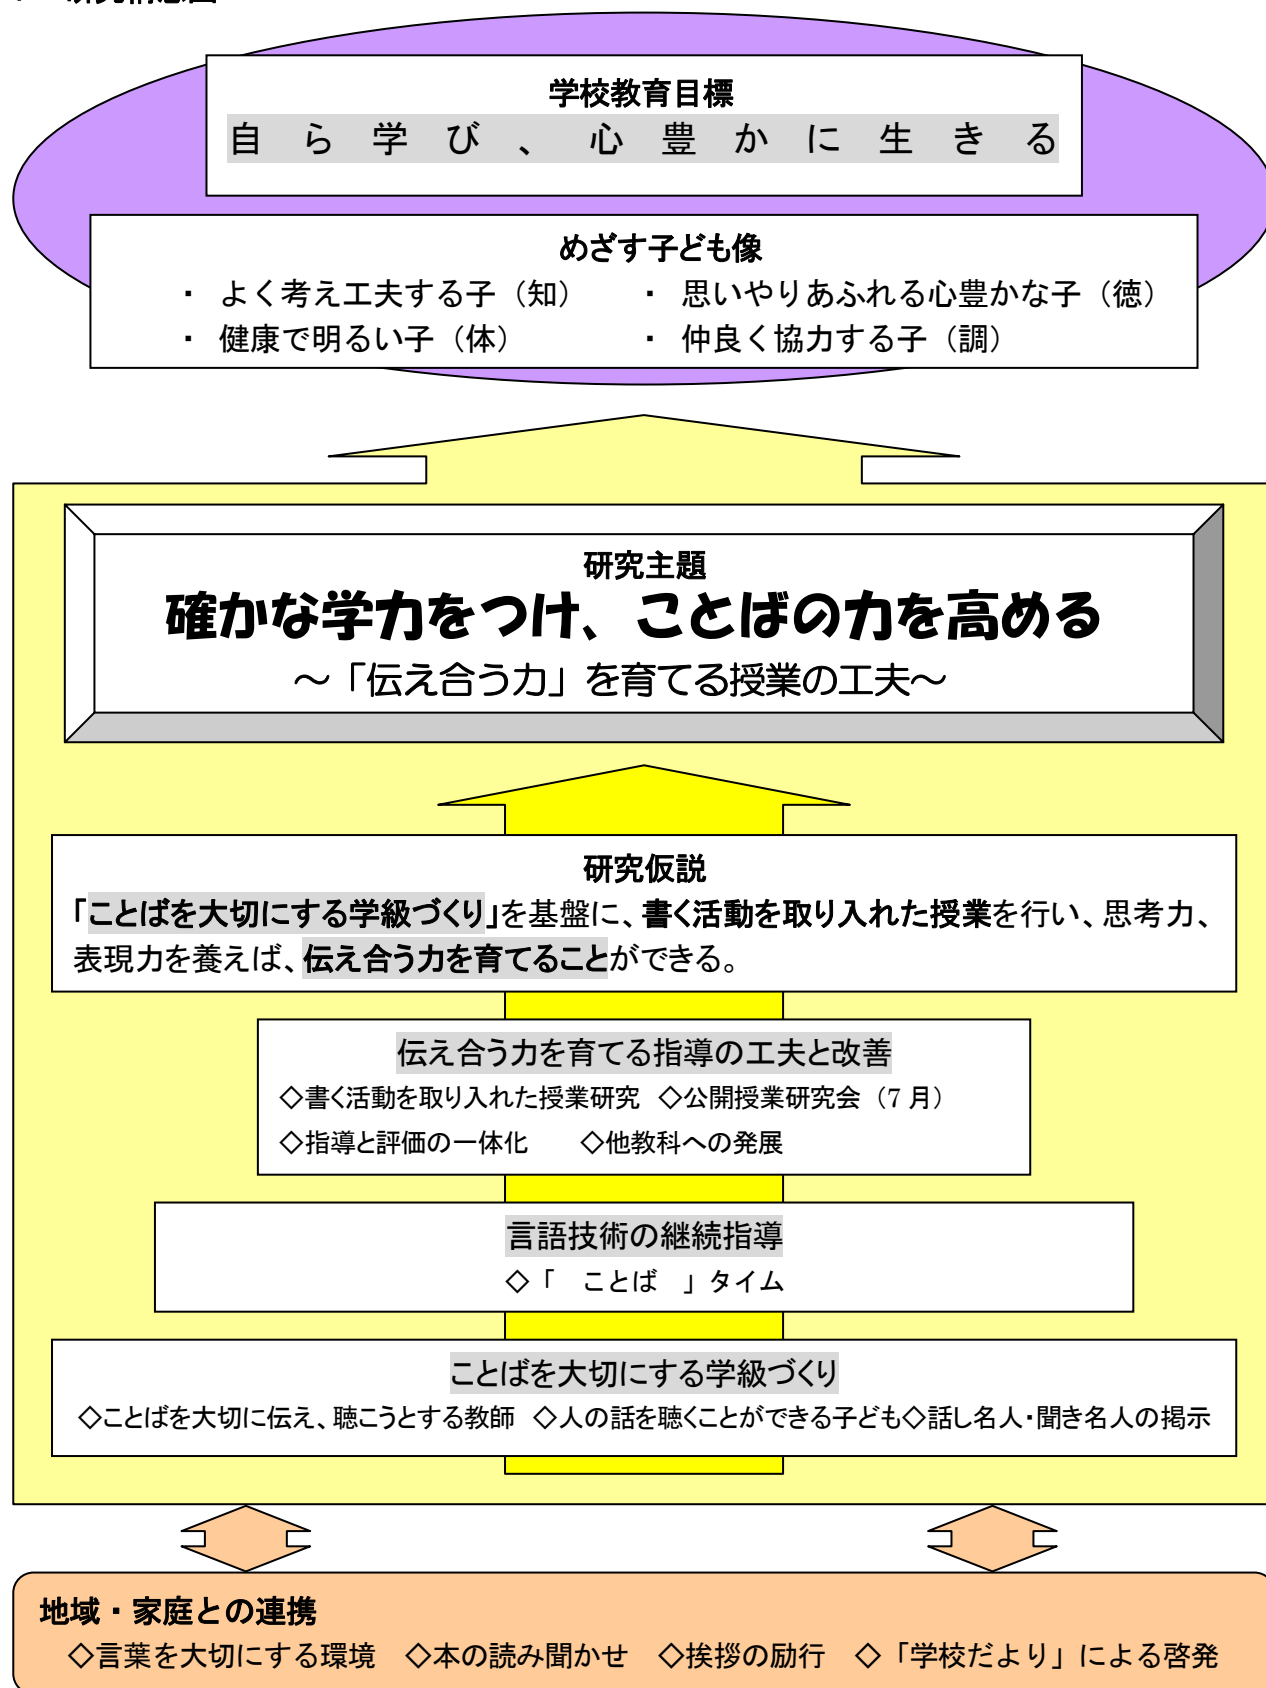 学校教育目標
自ら学び、心豊かに生きる
めざす子ども像
・ よく考え工夫する子（知） ・ 思いやりあふれる心豊かな子（徳）
・ 健康で明るい子（体） ・ 仲良く協力する子（調）
研究主題
確かな学力をつけ、ことばの力を高める
～「伝え合う力」を育てる授業の工夫～
研究仮説
「ことばを大切にする学級づくり」を基盤に、書く活動を取り入れた授業を行い、思考力、
表現力を養えば、伝え合う力を育てることができる。
伝え合う力を育てる指導の工夫と改善
◇書く活動を取り入れた授業研究 ◇公開授業研究会（7月）
◇指導と評価の一体化 ◇他教科への発展
言語技術の継続指導
◇「 ことば 」タイム
ことばを大切にする学級づくり
◇ことばを大切に伝え、聴こうとする教師 ◇人の話を聴くことができる子ども◇話し名人・聞き名人の掲示
地域・家庭との連携
◇言葉を大切にする環境 ◇本の読み聞かせ ◇挨拶の励行 ◇「学校だより」による啓発